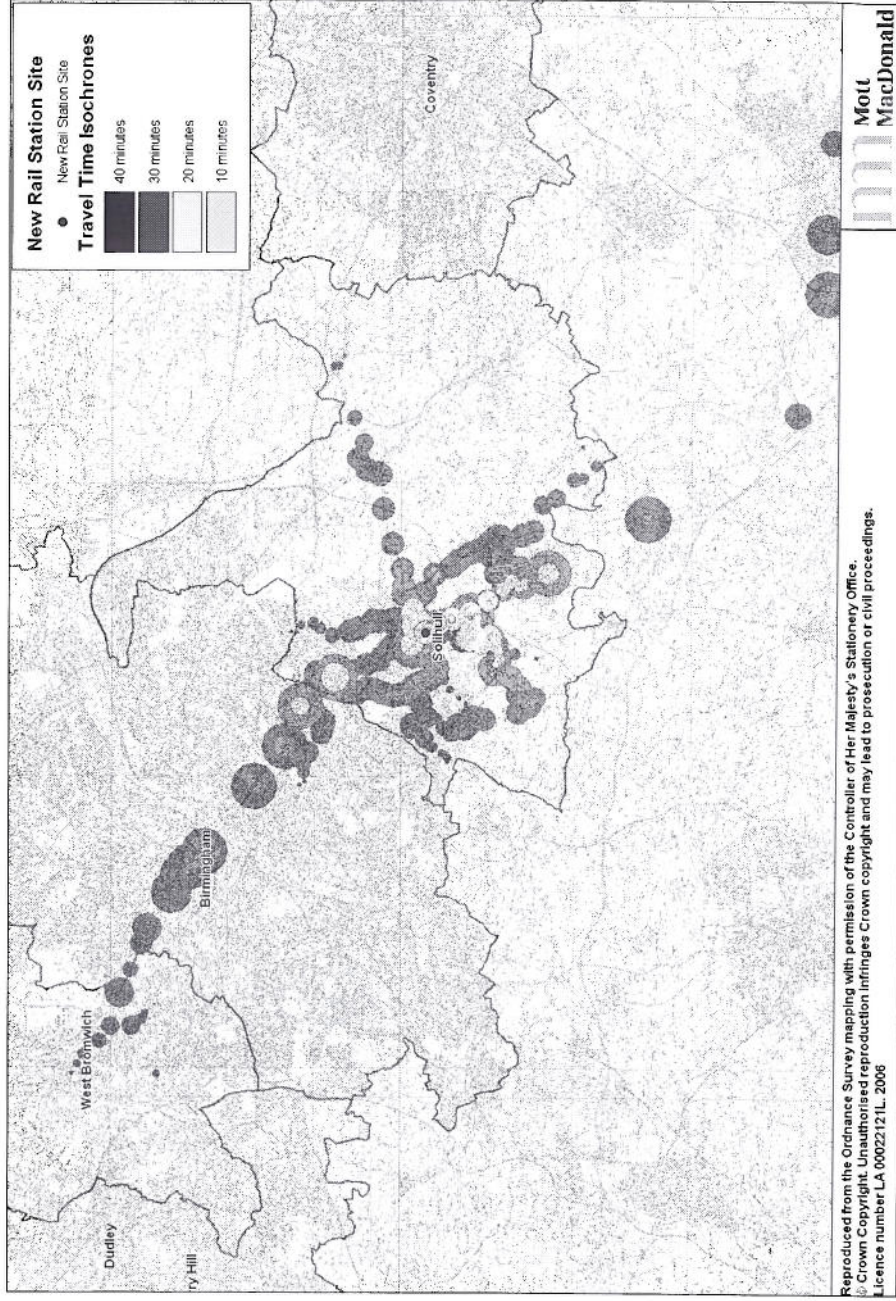 New Rail Station Site
New Rail Station Site
Travel Time Isochrones
40 minutes
30 minutes
20 minutes
10 minutes
Coventry
Solihull
Birmingham
West Bromwich
Dudley
ry Hill
Reproduced from the Ordnance Survey mapping with permission of the Controller of Her Majesty's Stationery Office.
© Crown Copyright. Unauthorised reproduction infringes Crown copyright and may lead to prosecution or civil proceedings.
Licence number LA 00022121L. 2006
Mott
MacDonald